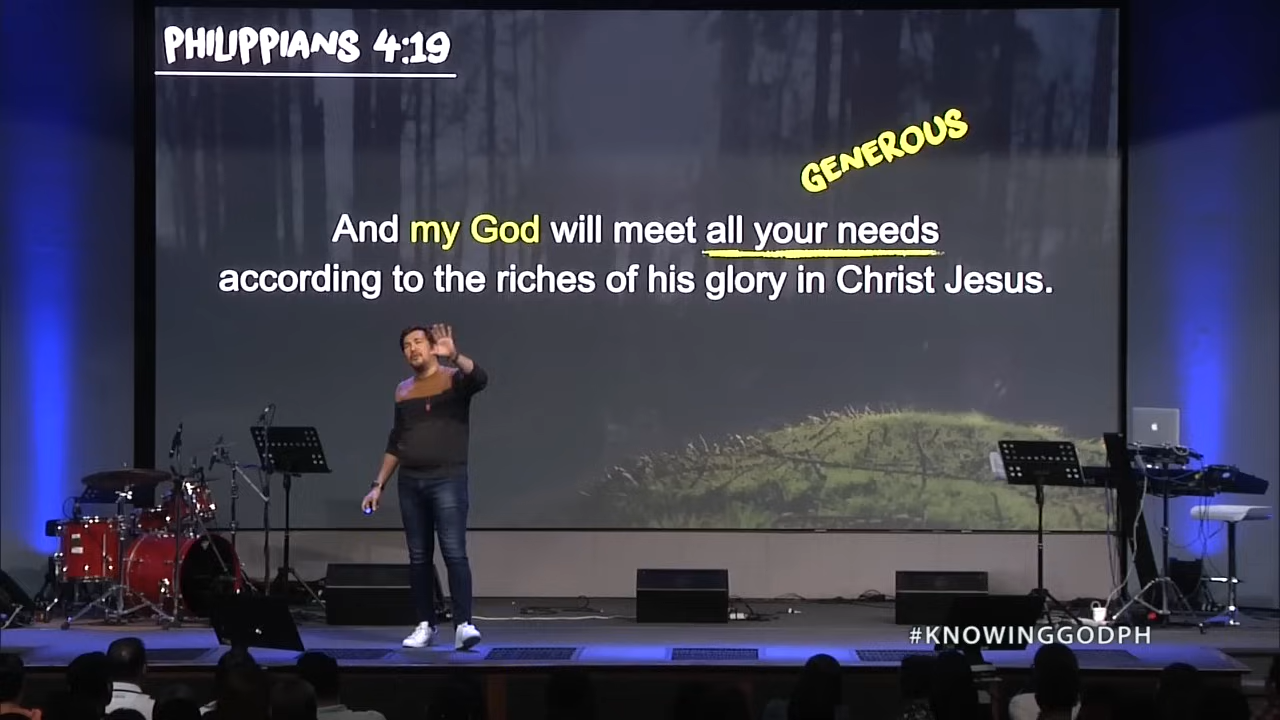 PHILIPPIANS 4:19
GENEROUS
And my God will meet all your needs
according to the riches of his glory in Christ Jesus.
#KNOWINGGODPH